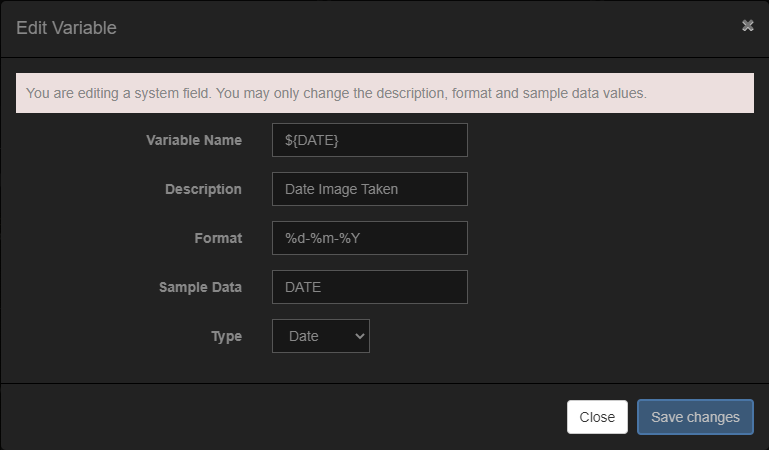 Edit Variable
You are editing a system field. You may only change the description, format and sample data values.
Variable Name ${DATE}
Description Date Image Taken
Format %d-%m-%Y
Sample Data DATE
Type Date
Close Save changes